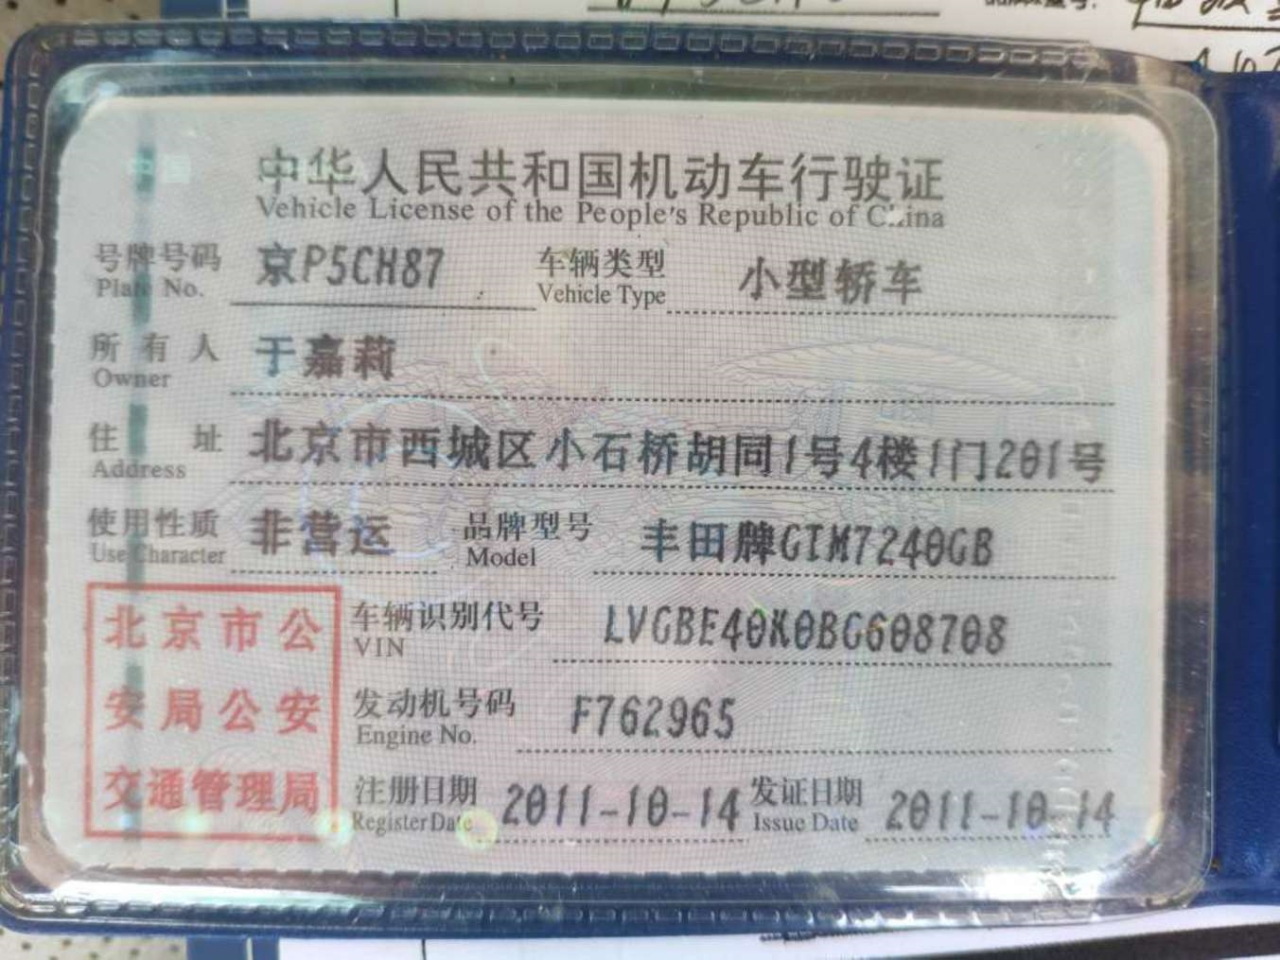 中华人民共和国机动车行驶证
Vehicle License of the People's Republic of China
号牌号码 京P5CH87 车辆类型 小型轿车
Plate No. Vehicle Type
所有人 于嘉莉
Owner
住址 北京市西城区小石桥胡同1号4楼1门201号
Address
使用性质 非营运 品牌型号 丰田牌GTM7240GB
Use Character Model
北京市公
安局公安
交通管理局
车辆识别代号 LVGBE40K0BG608708
VIN
发动机号码 F762965
Engine No.
注册日期 2011-10-14 发证日期 2011-10-14
Register Date Issue Date